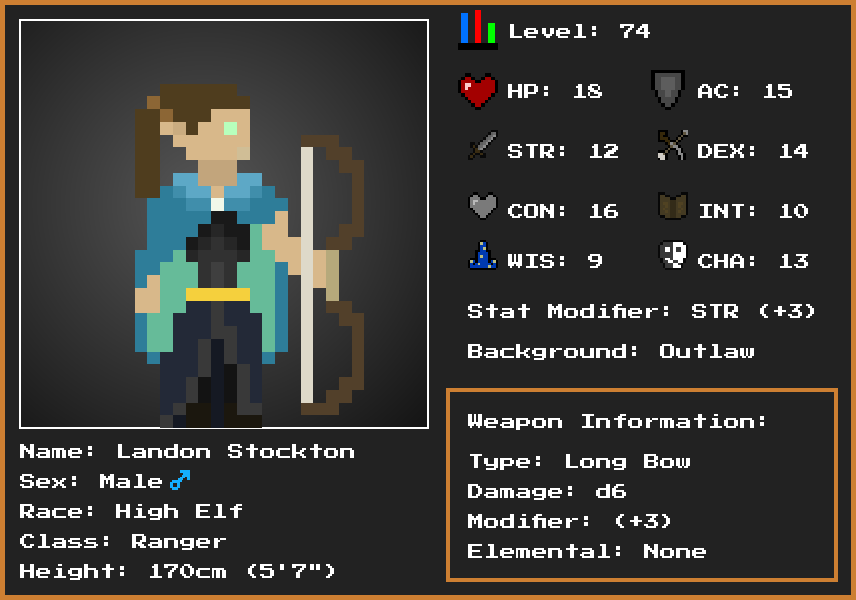 Level: 74
HP: 18
AC: 15
STR: 12
DEX: 14
CON: 16
INT: 10
WIS: 9
CHA: 13
Stat Modifier: STR (+3)
Background: Outlaw
Weapon Information:
Type: Long Bow
Damage: d6
Modifier: (+3)
Elemental: None
Name: Landon Stockton
Sex: Male ♂
Race: High Elf
Class: Ranger
Height: 170cm (5'7")